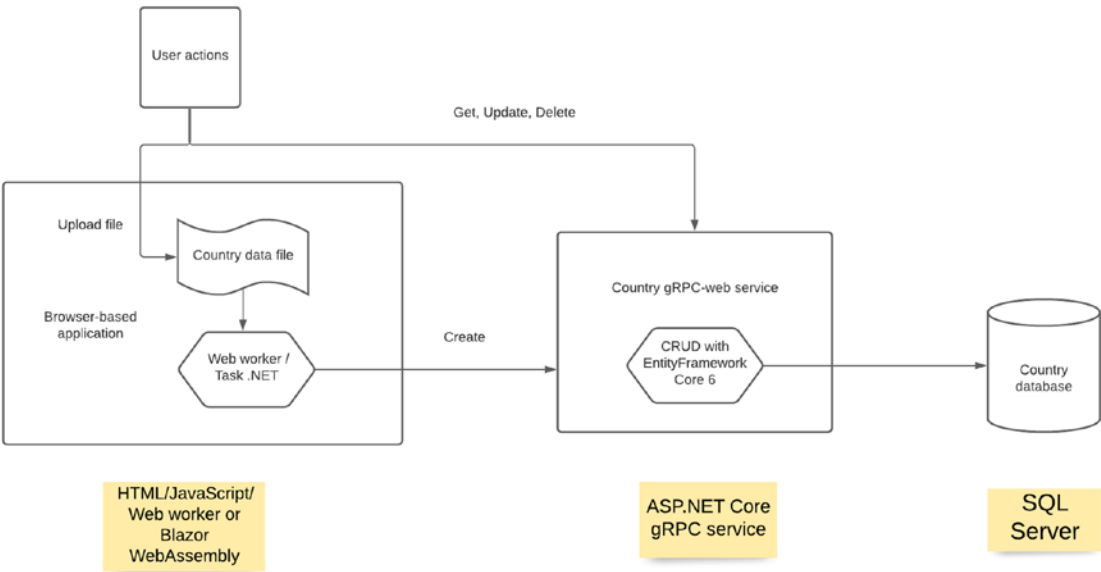 User actions
Get, Update, Delete
Upload file
Country data file
Browser-based
application
Web worker /
Task .NET
Create
Country gRPC-web service
CRUD with
EntityFramework
Core 6
Country
database
HTML/JavaScript/
Web worker or
Blazor
WebAssembly
ASP.NET Core
gRPC service
SQL
Server